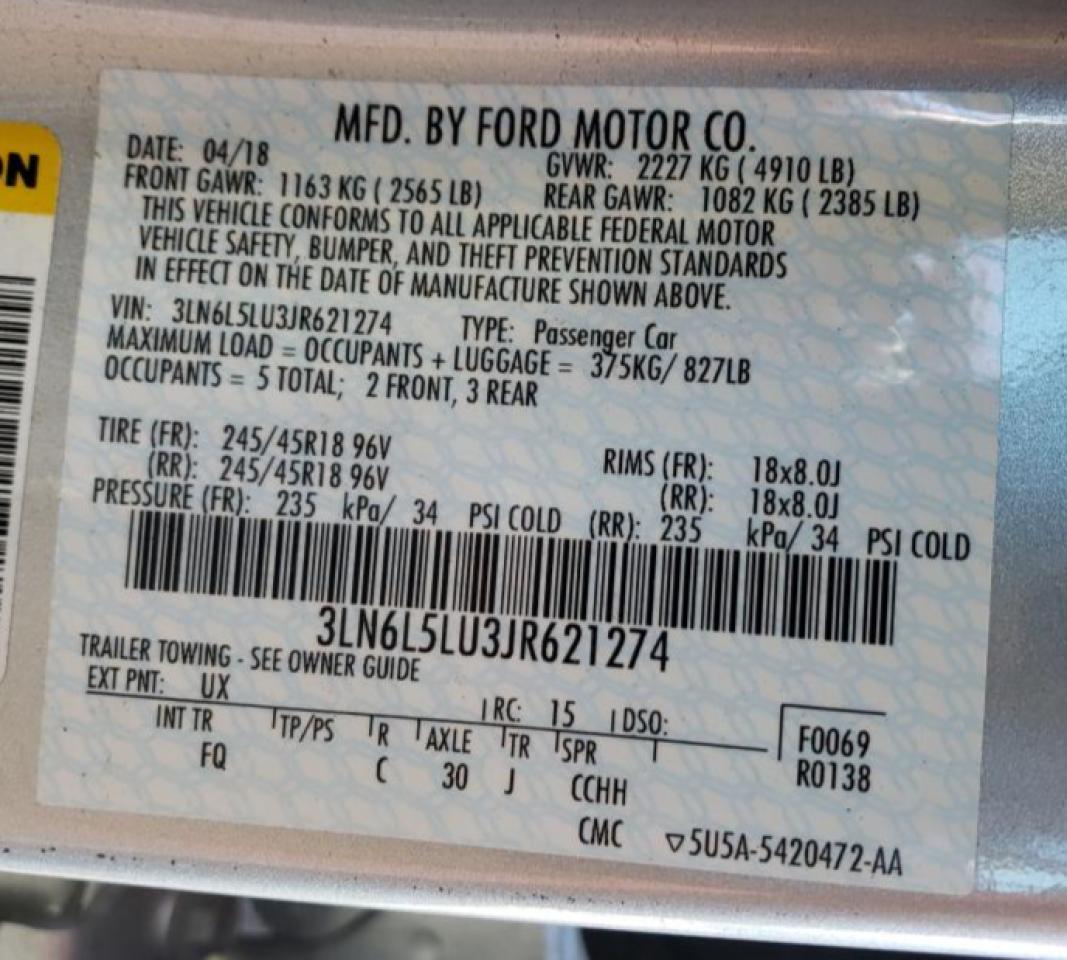 ON
MFD. BY FORD MOTOR CO.
DATE: 04/18 GVWR: 2227 KG ( 4910 LB)
FRONT GAWR: 1163 KG ( 2565 LB) REAR GAWR: 1082 KG ( 2385 LB)
THIS VEHICLE CONFORMS TO ALL APPLICABLE FEDERAL MOTOR
VEHICLE SAFETY, BUMPER, AND THEFT PREVENTION STANDARDS
IN EFFECT ON THE DATE OF MANUFACTURE SHOWN ABOVE.
VIN: 3LN6L5LU3JR621274 TYPE: Passenger Car
MAXIMUM LOAD = OCCUPANTS + LUGGAGE = 375KG/ 827LB
OCCUPANTS = 5 TOTAL; 2 FRONT, 3 REAR
TIRE (FR): 245/45R18 96V RIMS (FR): 18x8.0J
(RR): 245/45R18 96V (RR): 18x8.0J
PRESSURE (FR): 235 kPa/ 34 PSI COLD (RR): 235 kPa/ 34 PSI COLD
3LN6L5LU3JR621274
TRAILER TOWING - SEE OWNER GUIDE
EXT PNT: UX RC: 15 DSO:
INT TR TP/PS R AXLE TR SPR F0069
FQ C 30 J CCHH R0138
CMC ▽5U5A-5420472-AA